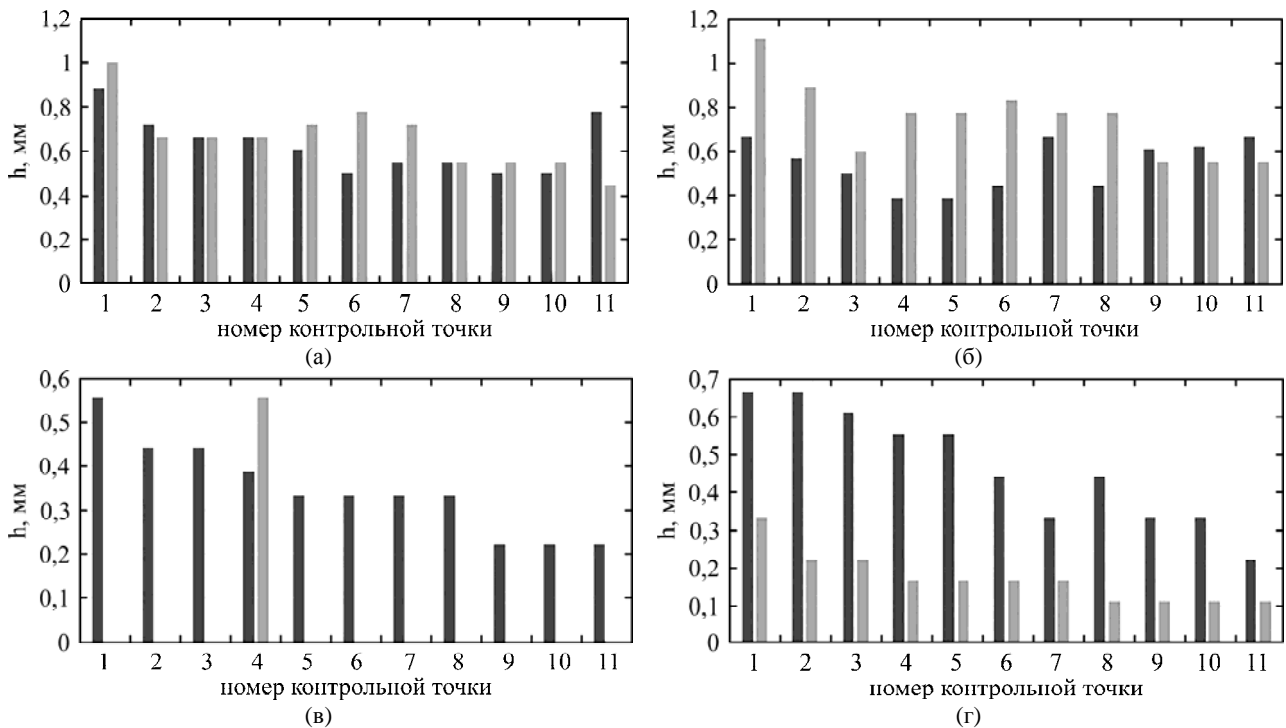 1,2
1
0,8
0,6
0,4
0,2
0
h, мм
1 2 3 4 5 6 7 8 9 10 11
номер контрольной точки
(а)
1,2
1
0,8
0,6
0,4
0,2
0
h, мм
1 2 3 4 5 6 7 8 9 10 11
номер контрольной точки
(б)
0,6
0,5
0,4
0,3
0,2
0,1
0
h, мм
1 2 3 4 5 6 7 8 9 10 11
номер контрольной точки
(в)
0,7
0,6
0,5
0,4
0,3
0,2
0,1
0
h, мм
1 2 3 4 5 6 7 8 9 10 11
номер контрольной точки
(г)